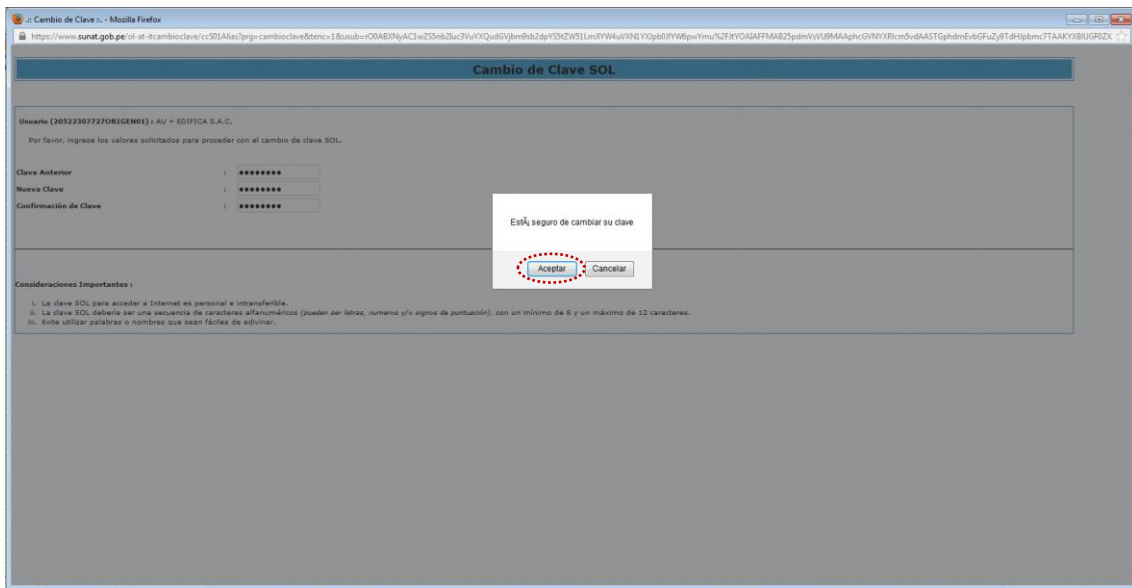 .:: Cambio de Clave ::. - Mozilla Firefox
Cambio de Clave SOL
Usuario (20522307727ORIGEN01) : AU + EDIFICA S.A.C.
Por favor, ingrese los valores solicitados para proceder con el cambio de clave SOL.
Clave Anterior : ••••••••
Nueva Clave : ••••••••
Confirmación de Clave : ••••••••
EstÃ¡ seguro de cambiar su clave
Aceptar Cancelar
Consideraciones Importantes :
i. La clave SOL para acceder a Internet es personal e intransferible.
ii. La clave SOL debería ser una secuencia de caracteres alfanuméricos (pueden ser letras, numeros y/o signos de puntuación), con un mínimo de 8 y un máximo de 12 caracteres.
iii. Evite utilizar palabras o nombres que sean fáciles de adivinar.